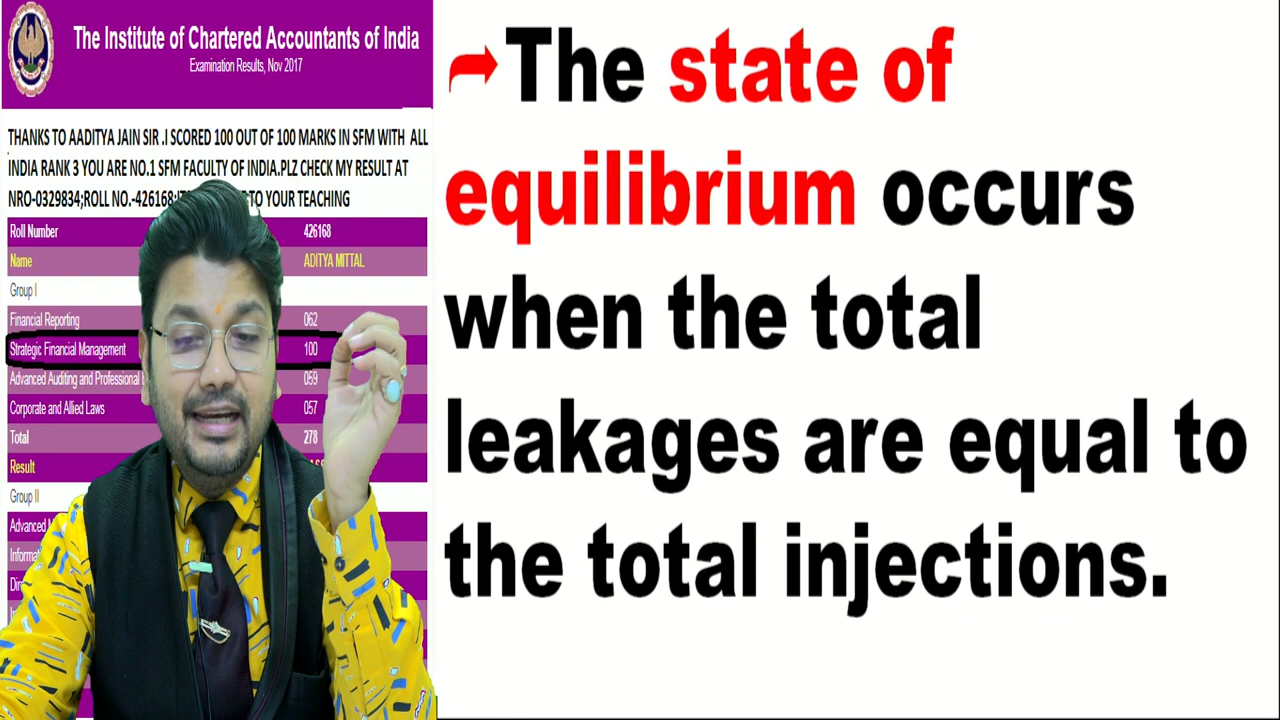 The Institute of Chartered Accountants of India
Examination Results, Nov 2017
THANKS TO AADITYA JAIN SIR .I SCORED 100 OUT OF 100 MARKS IN SFM WITH ALL
INDIA RANK 3 YOU ARE NO.1 SFM FACULTY OF INDIA.PLZ CHECK MY RESULT AT
NRO-0329834;ROLL NO.-426168; TO YOUR TEACHING
Roll Number 426168
Name ADITYA MITTAL
Group I
Financial Reporting 062
Strategic Financial Management 100
Advanced Auditing and Professional 059
Corporate and Allied Laws 057
Total 278
Result
Group II
Advanced
The state of
equilibrium occurs
when the total
leakages are equal to
the total injections.